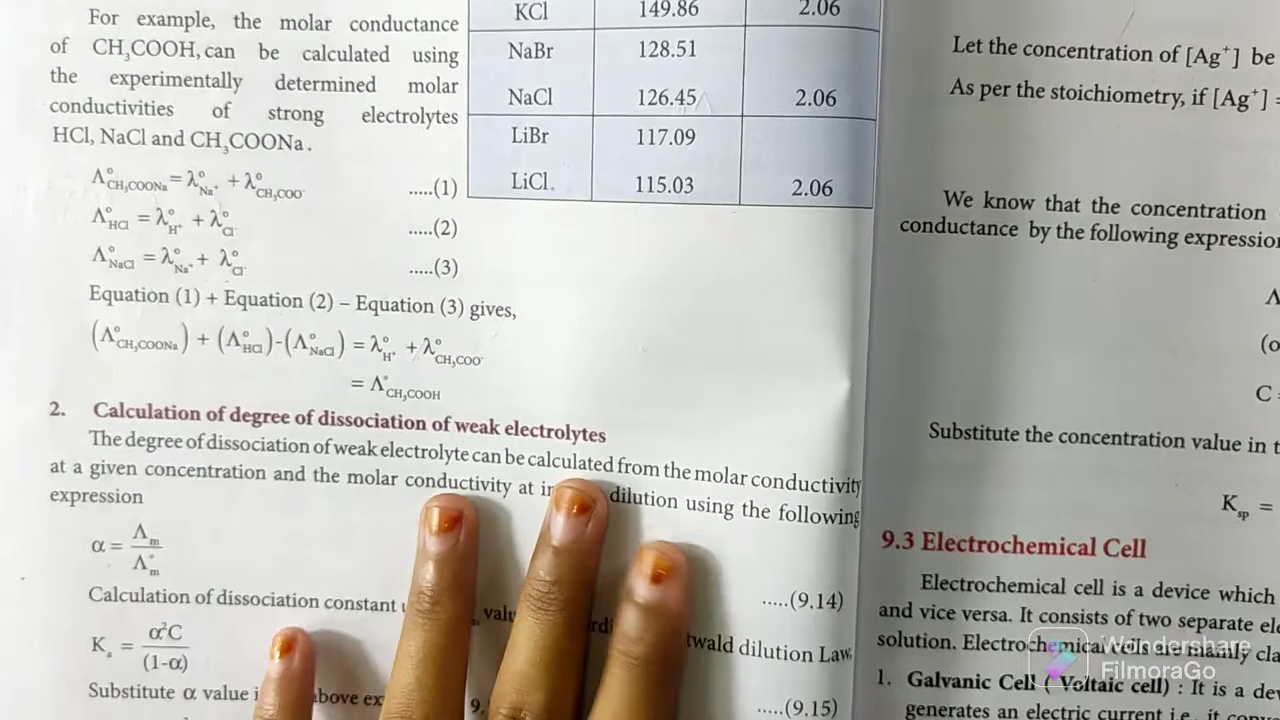 For example, the molar conductance
of CH₃COOH, can be calculated using
the experimentally determined molar
conductivities of strong electrolytes
HCl, NaCl and CH₃COONa.
Λ°CH₃COONa = λ°Na⁺ + λ°CH₃COO⁻ .....(1)
Λ°HCl = λ°H⁺ + λ°Cl⁻ .....(2)
Λ°NaCl = λ°Na⁺ + λ°Cl⁻ .....(3)
Equation (1) + Equation (2) – Equation (3) gives,
(Λ°CH₃COONa) + (Λ°HCl)-(Λ°NaCl) = λ°H⁺ + λ°CH₃COO⁻
= Λ°CH₃COOH
KCl 149.86 2.06
NaBr 128.51
NaCl 126.45 2.06
LiBr 117.09
LiCl. 115.03 2.06
2. Calculation of degree of dissociation of weak electrolytes
The degree of dissociation of weak electrolyte can be calculated from the molar conductivity
at a given concentration and the molar conductivity at dilution using the following
expression
α = Λm / Λ°m
.....(9.14)
Calculation of dissociation constant twald dilution Law.
Kₐ = α²C / (1-α)
.....(9.15)
Substitute α value above 9.
Let the concentration of [Ag⁺] be
As per the stoichiometry, if [Ag⁺] =
We know that the concentration
conductance by the following
Λ
(o
C =
Substitute the concentration value in
Ksp =
9.3 Electrochemical Cell
Electrochemical cell is a device which
and vice versa. It consists of two separate
solution. Electrochemical cells are mainly
1. Galvanic Cell ( Voltaic cell) : It is a
generates an electric current i.e., it
Wondershare
FilmoraGo